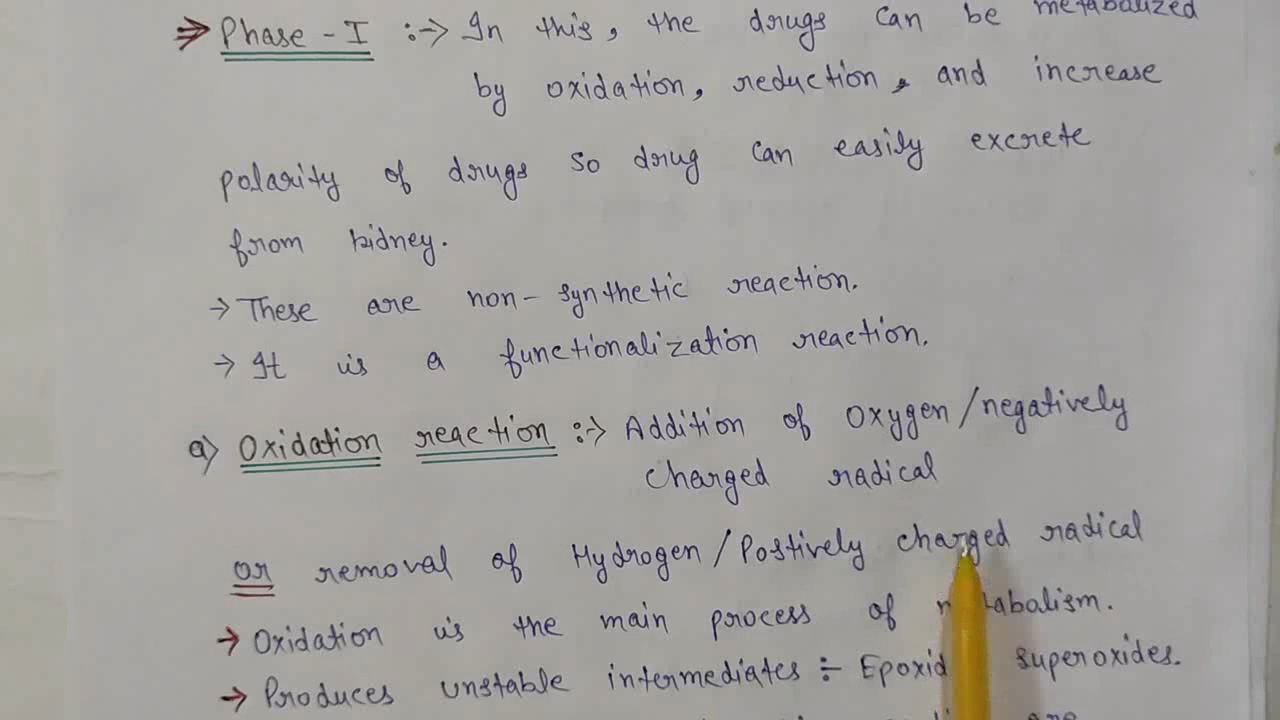 ⇒ Phase - I :-> In this, the drugs can be metabalized
by oxidation, reduction, and increase
polarity of drugs so drug can easily excrete
from kidney.
→ These are non-synthetic reaction.
→ It is a functionalization reaction.
a) Oxidation reaction :-> Addition of Oxygen/negatively
Charged radical
or removal of Hydrogen/Postively charged radical
→ Oxidation is the main process of metabalism.
→ Produces unstable intermediates ÷ Epoxid superoxides.
are